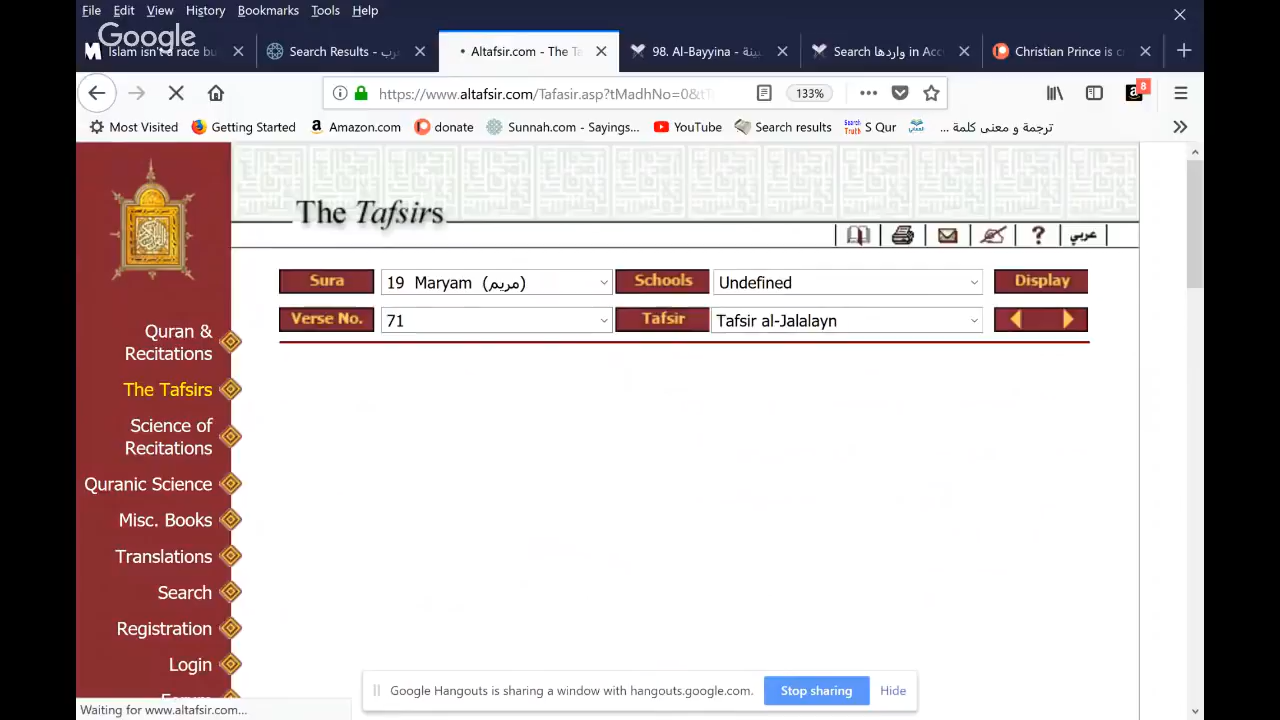 File Edit View History Bookmarks Tools Help
Google
Islam isn't a race bu
Search Results - عرب
Altafsir.com - The Ta
98. Al-Bayyina - بينة
Search واردها in Acc
Christian Prince is c
https://www.altafsir.com/Tafasir.asp?tMadhNo=0&tT
133%
8
Most Visited Getting Started Amazon.com donate Sunnah.com - Sayings... YouTube Search results Search Truth S Qur ترجمة و معنى كلمة ...
The Tafsirs
? عربي
Sura 19 Maryam (مريم) Schools Undefined Display
Verse No. 71 Tafsir Tafsir al-Jalalayn
Quran &
Recitations
The Tafsirs
Science of
Recitations
Quranic Science
Misc. Books
Translations
Search
Registration
Login
Forum
Google Hangouts is sharing a window with hangouts.google.com. Stop sharing Hide
Waiting for www.altafsir.com...